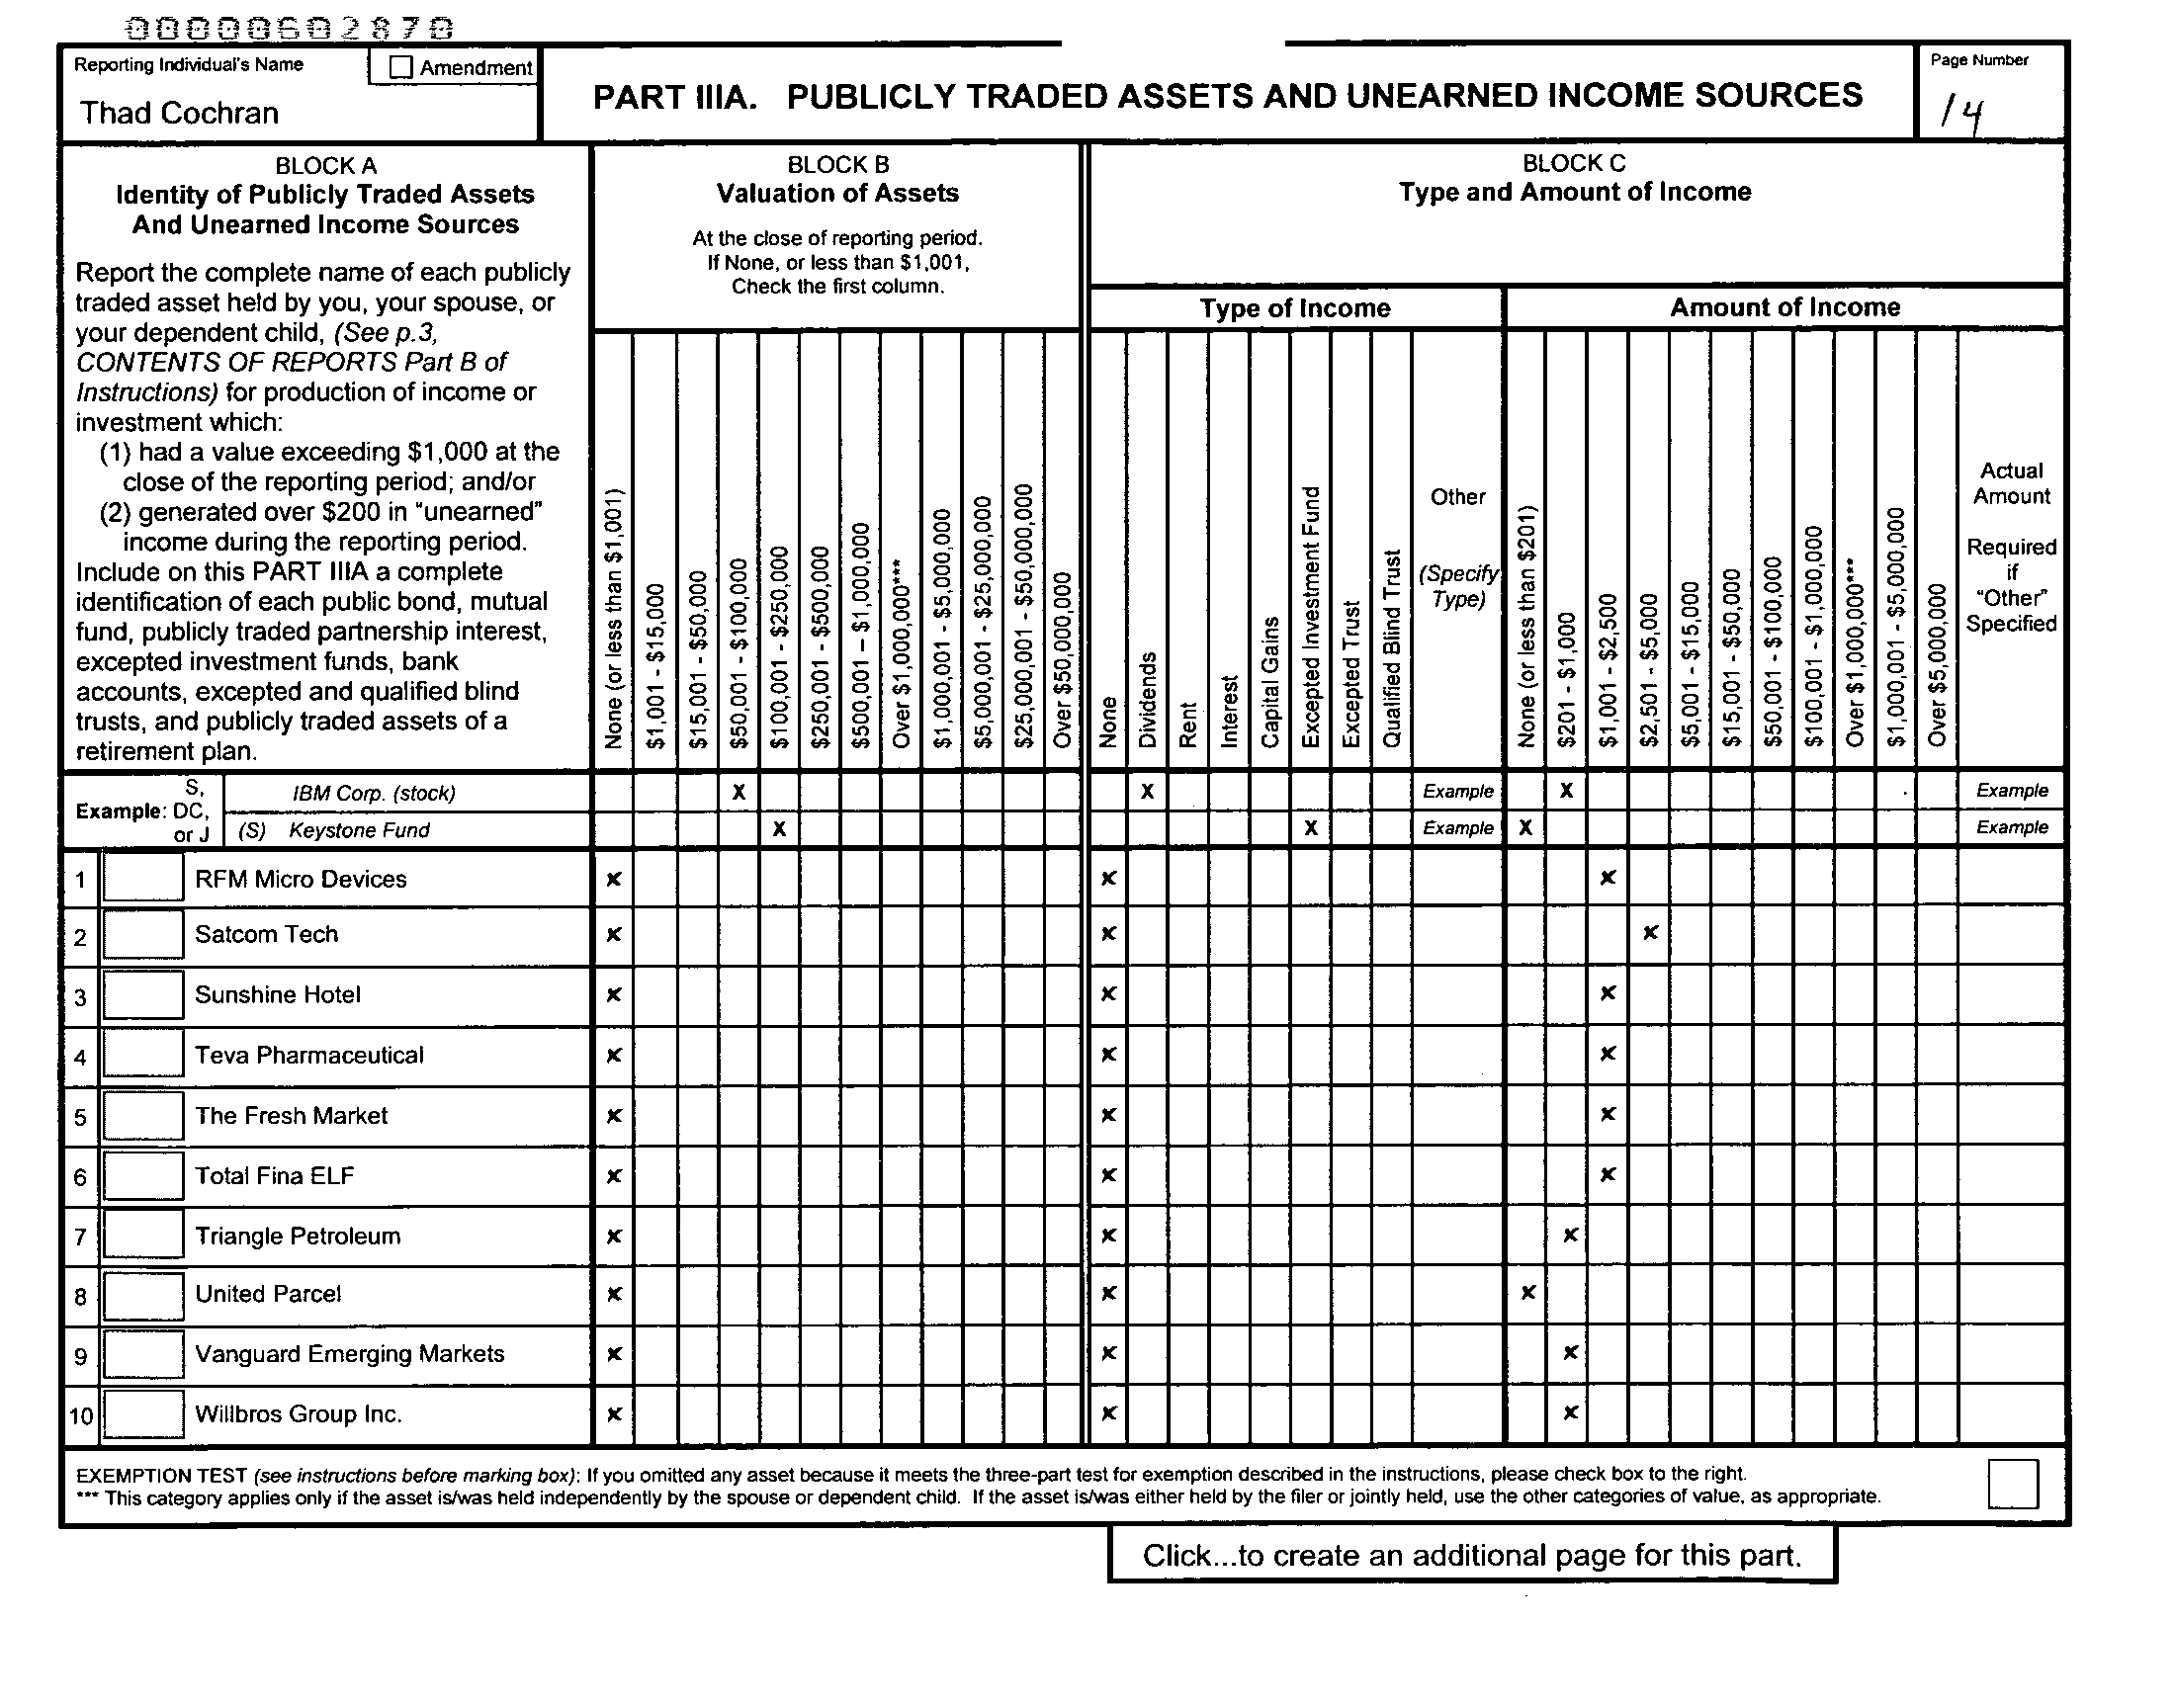 00000602870
Reporting Individual's Name
Amendment
Thad Cochran
PART IIIA. PUBLICLY TRADED ASSETS AND UNEARNED INCOME SOURCES
Page Number
14
BLOCK A
Identity of Publicly Traded Assets
And Unearned Income Sources
Report the complete name of each publicly
traded asset held by you, your spouse, or
your dependent child, (See p.3,
CONTENTS OF REPORTS Part B of
Instructions) for production of income or
investment which:
(1) had a value exceeding $1,000 at the
close of the reporting period; and/or
(2) generated over $200 in "unearned"
income during the reporting period.
Include on this PART IIIA a complete
identification of each public bond, mutual
fund, publicly traded partnership interest,
excepted investment funds, bank
accounts, excepted and qualified blind
trusts, and publicly traded assets of a
retirement plan.
BLOCK B
Valuation of Assets
At the close of reporting period.
If None, or less than $1,001,
Check the first column.
None (or less than $1,001)
$1,001 - $15,000
$15,001 - $50,000
$50,001 - $100,000
$100,001 - $250,000
$250,001 - $500,000
$500,001 – $1,000,000
Over $1,000,000***
$1,000,001 - $5,000,000
$5,000,001 - $25,000,000
$25,000,001 - $50,000,000
Over $50,000,000
BLOCK C
Type and Amount of Income
Type of Income
None
Dividends
Rent
Interest
Capital Gains
Excepted Investment Fund
Excepted Trust
Qualified Blind Trust
Other
(Specify
Type)
Amount of Income
None (or less than $201)
$201 - $1,000
$1,001 - $2,500
$2,501 - $5,000
$5,001 - $15,000
$15,001 - $50,000
$50,001 - $100,000
$100,001 - $1,000,000
Over $1,000,000***
$1,000,001 - $5,000,000
Over $5,000,000
Actual
Amount
Required
if
"Other"
Specified
Example: S, DC, or J
IBM Corp. (stock) X X Example X Example
(S) Keystone Fund X X Example X Example
1 RFM Micro Devices x x x
2 Satcom Tech x x x
3 Sunshine Hotel x x x
4 Teva Pharmaceutical x x x
5 The Fresh Market x x x
6 Total Fina ELF x x x
7 Triangle Petroleum x x x
8 United Parcel x x x
9 Vanguard Emerging Markets x x x
10 Willbros Group Inc. x x x
EXEMPTION TEST (see instructions before marking box): If you omitted any asset because it meets the three-part test for exemption described in the instructions, please check box to the right.
*** This category applies only if the asset is/was held independently by the spouse or dependent child. If the asset is/was either held by the filer or jointly held, use the other categories of value, as appropriate.
Click...to create an additional page for this part.